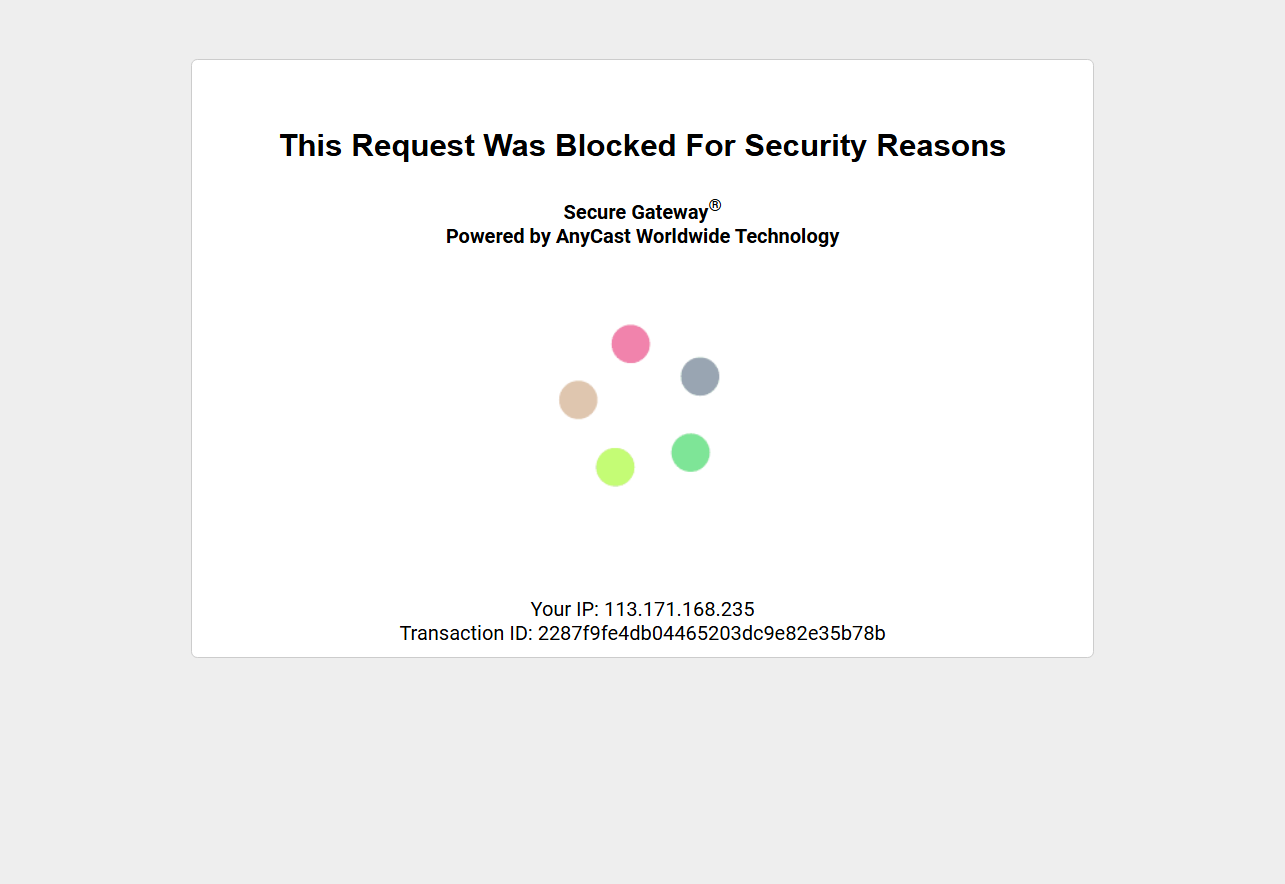 This Request Was Blocked For Security Reasons
Secure Gateway®
Powered by AnyCast Worldwide Technology
Your IP: 113.171.168.235
Transaction ID: 2287f9fe4db04465203dc9e82e35b78b